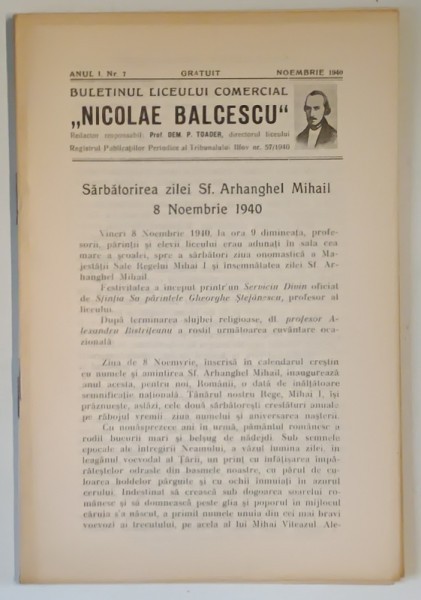 ANUL I. Nr. 2 GRATUIT NOEMBRIE 1940
BULETINUL LICEULUI COMERCIAL
„NICOLAE BALCESCU“
Redactor responsabil: Prof. DEM. P. TOADER, directorul liceului
Registrul Publicațiilor Periodice al Tribunalului Ilfov nr. 57/1940
Sărbătorirea zilei Sf. Arhanghel Mihail
8 Noembrie 1940
Vineri 8 Noembrie 1940, la ora 9 dimineața, profe-
sorii, părinții și elevii liceului erau adunați în sala cea
mare a școalei, spre a sărbători ziua onomastică a Ma-
jestății Sale Regelui Mihai I și însemnătatea zilei Sf. Ar-
hanghel Mihail.
Festivitatea a început printr'un Serviciu Divin oficiat
de Sfinția Sa părintele Gheorghe Ștefănescu, profesor al
liceului.
După terminarea slujbei religioase, dl. profesor A-
lexandru Bistrițeanu a rostit următoarea cuvântare oca-
zională:
Ziua de 8 Noemvrie, înscrisă în calendarul creștin
cu numele și amintirea Sf. Arhanghel Mihail, inaugurează
anul acesta, pentru noi, Românii, o dată de înălțătoare
semnificație națională. Tânărul nostru Rege, Mihai I, își
prăznuește, astăzi, cele două sărbătorești crestături anuale
pe răbojul vremii: ziua numelui și aniversarea nașterii.
Cu nouăsprezece ani în urmă, pământul românesc a
rodit bucurii mari și belșug de nădejdi. Sub semnele
epocale ale întregirii Neamului, a văzut lumina zilei, în
leagănul voevodal al Țării, un prinț cu înfățișarea împă-
răteștelor odrasle din basmele noastre, cu părul de cu-
loarea holdelor pârguite și cu ochii înmuiați în azurul
cerului. Indestinat să crească sub dogoarea soarelui ro-
mânesc și să domnească peste glia și poporul în mijlocul
căruia s'a născut, a primit numele unuia din cei mai bravi
voevozi ai trecutului, pe acela al lui Mihai Viteazul. Ale-